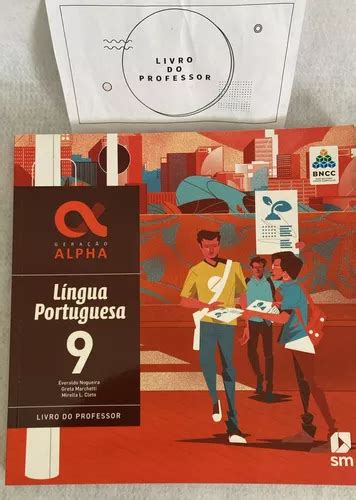 LIVRO
DO
PROFESSOR
BNCC
GERAÇÃO
ALPHA
Língua
Portuguesa
9
Everaldo Nogueira
Greta Marchetti
Mirella L. Cleto
LIVRO DO PROFESSOR
sm